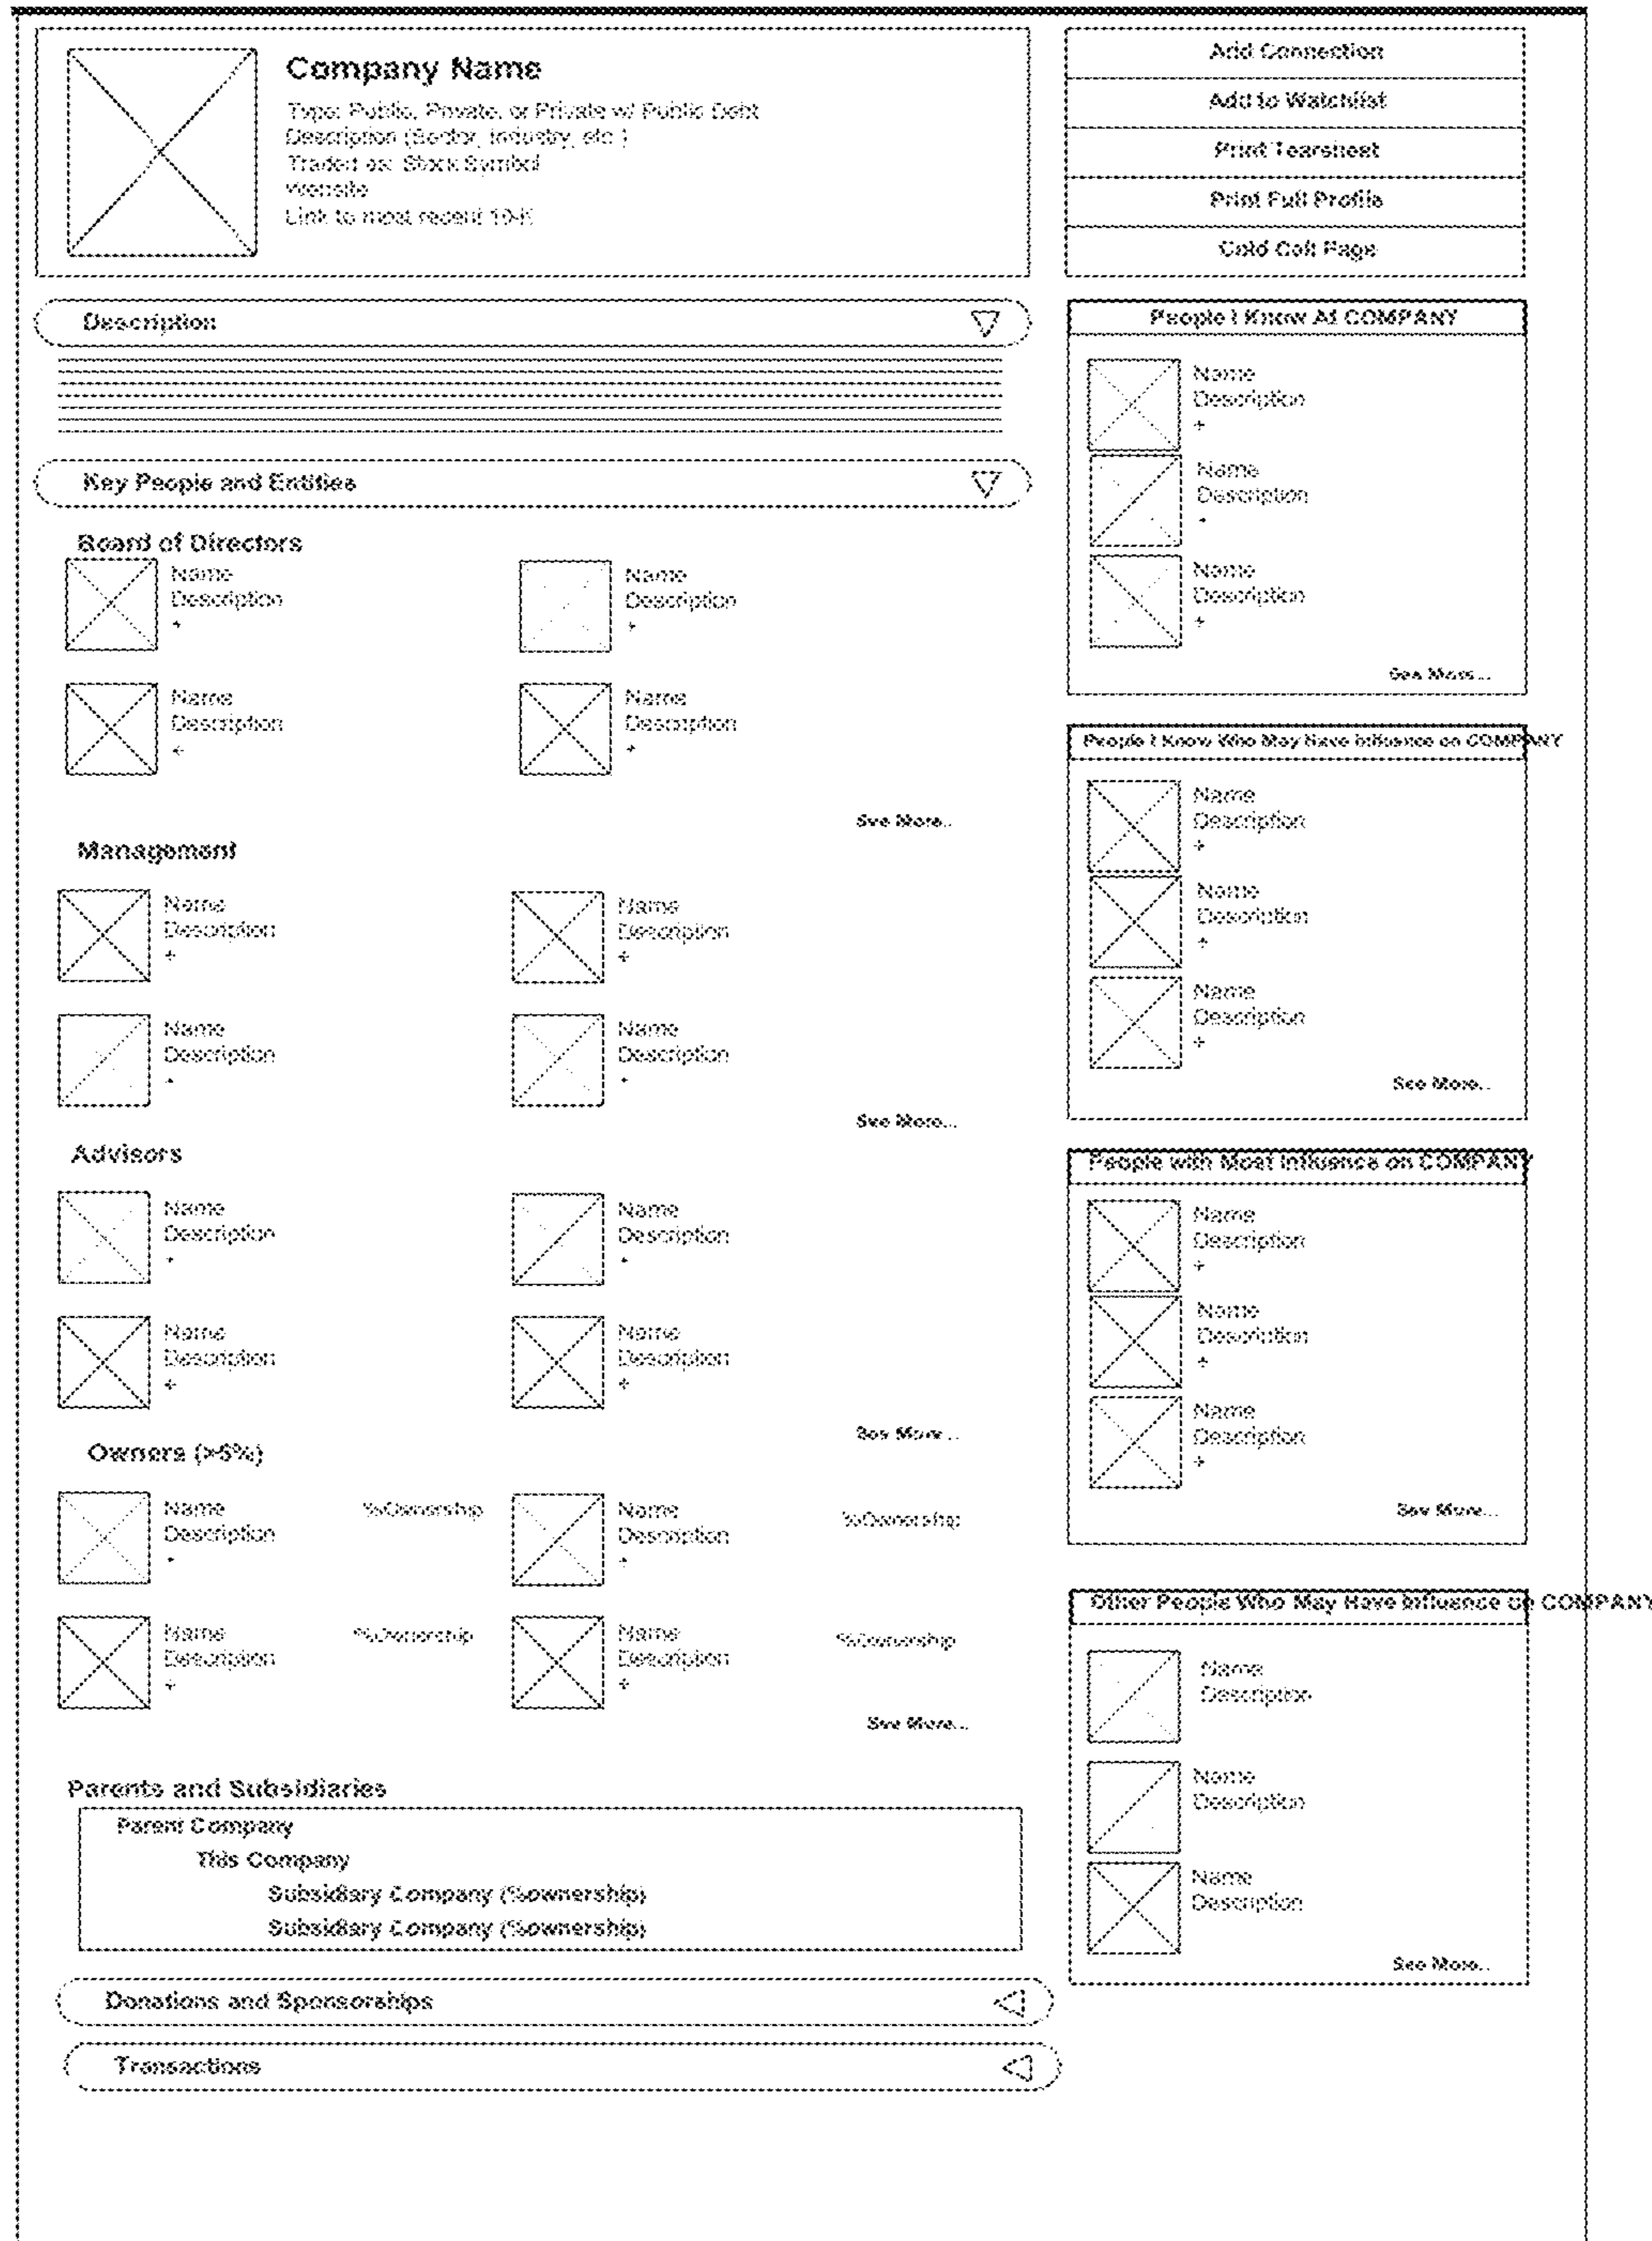 Company Name
Type: Public, Private, or Private w/ Public Debt
Description (Sector, Industry, etc.)
Traded as: Stock Symbol
Website
Link to most recent 10-K
Add Connection
Add to Watchlist
Print Tearsheet
Print Full Profile
Cold Call Page
Description
Key People and Entities
Board of Directors
Name
Description
+
Name
Description
+
Name
Description
+
Name
Description
+
See More...
Management
Name
Description
+
Name
Description
+
Name
Description
+
Name
Description
+
See More...
Advisors
Name
Description
+
Name
Description
+
Name
Description
+
Name
Description
+
See More...
Owners (>5%)
Name
Description
+
%Ownership
Name
Description
+
%Ownership
Name
Description
+
%Ownership
Name
Description
+
%Ownership
See More...
Parents and Subsidiaries
Parent Company
This Company
Subsidiary Company (%ownership)
Subsidiary Company (%ownership)
Donations and Sponsorships
Transactions
People I Know At COMPANY
Name
Description
+
Name
Description
+
Name
Description
+
See More...
People I Know Who May Have Influence on COMPANY
Name
Description
+
Name
Description
+
Name
Description
+
See More...
People with Most Influence on COMPANY
Name
Description
+
Name
Description
+
Name
Description
+
See More...
Other People Who May Have Influence on COMPANY
Name
Description
Name
Description
Name
Description
See More...